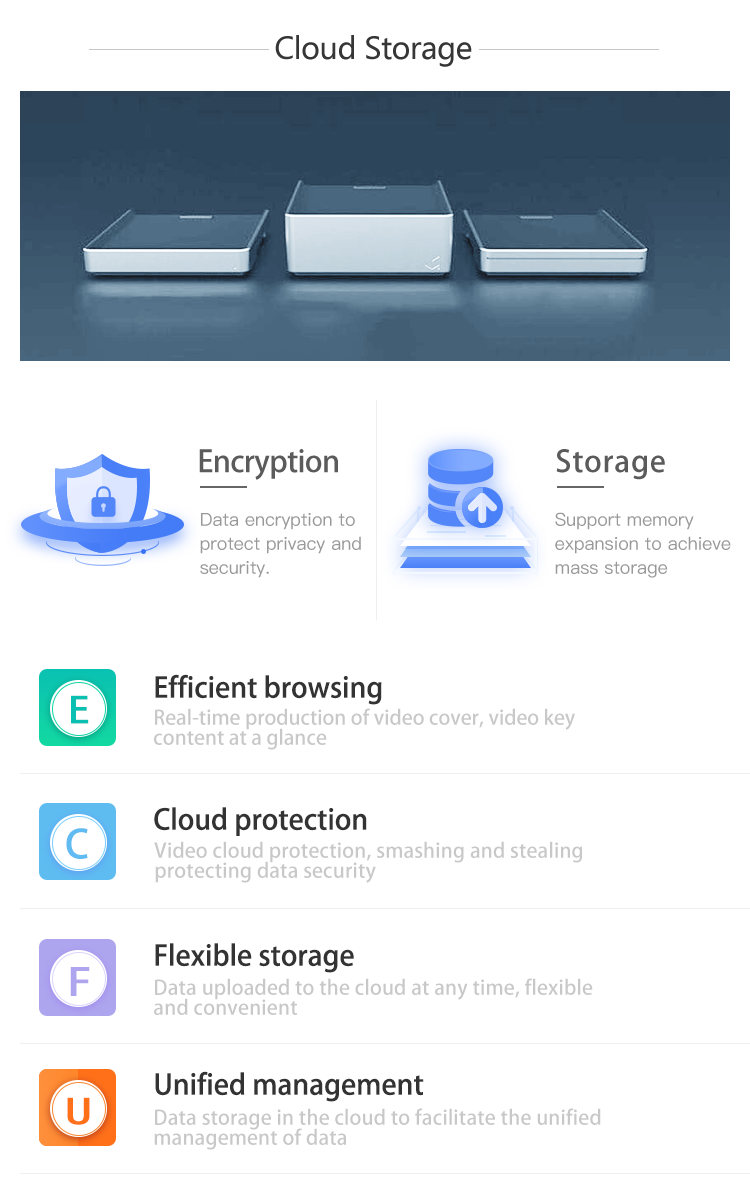 Cloud Storage
Encryption
Data encryption to
protect privacy and
security.
Storage
Support memory
expansion to achieve
mass storage
E
Efficient browsing
Real-time production of video cover, video key
content at a glance
C
Cloud protection
Video cloud protection, smashing and stealing
protecting data security
F
Flexible storage
Data uploaded to the cloud at any time, flexible
and convenient
U
Unified management
Data storage in the cloud to facilitate the unified
management of data